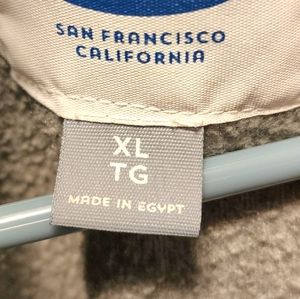 SAN FRANCISCO
CALIFORNIA
XL
TG
MADE IN EGYPT